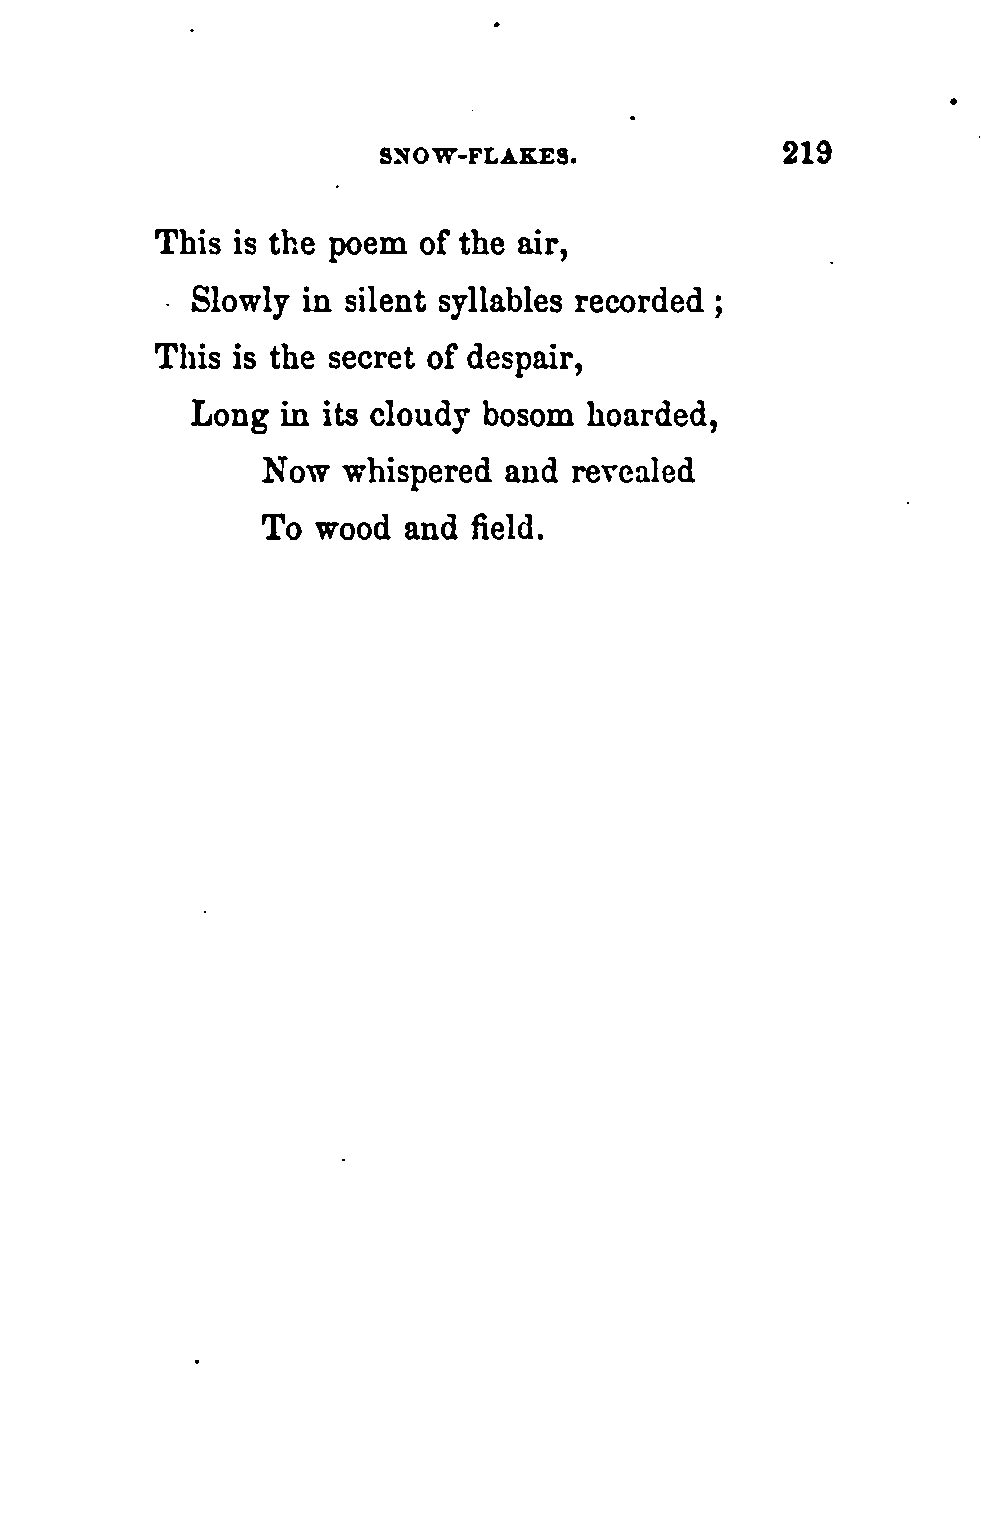 SNOW-FLAKES. 219
This is the poem of the air,
Slowly in silent syllables recorded ;
This is the secret of despair,
Long in its cloudy bosom hoarded,
Now whispered and revealed
To wood and field.